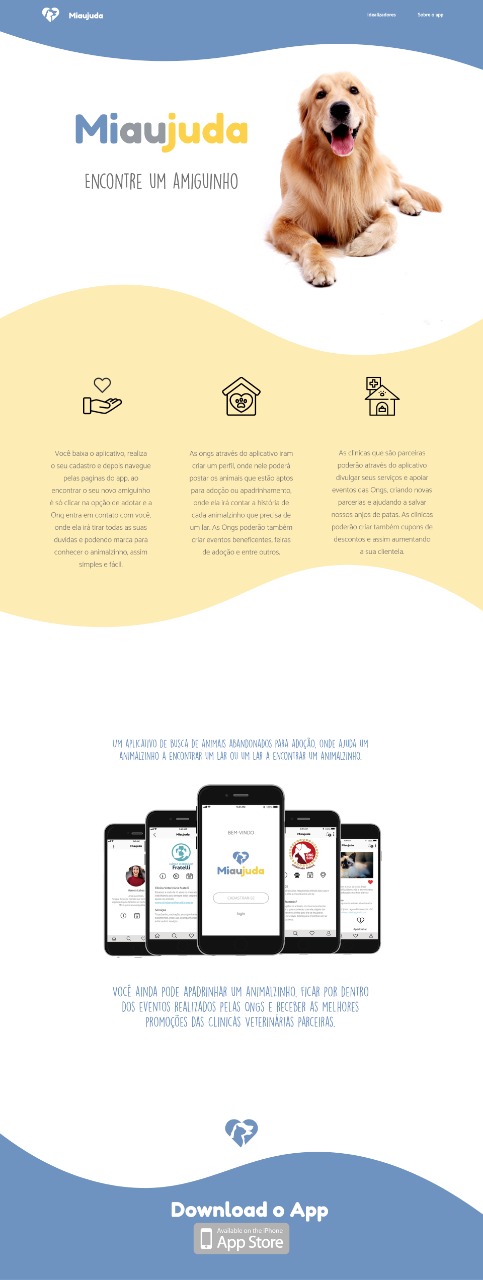 Miaujuda
Idealizadores
Sobre o app
Miaujuda
ENCONTRE UM AMIGUINHO
Você baixa o aplicativo, realiza
o seu cadastro e depois navegue
pelas paginas do app, ao
encontrar o seu novo amiguinho
é só clicar na opção de adotar e a
Ong entra em contato com você,
onde ela irá tirar todas as suas
duvidas e podendo marca para
conhecer o animalzinho, assim
simples e fácil.
As ongs através do aplicativo iram
criar um perfil, onde nele poderá
postar os animais que estão aptos
para adoção ou apadrinhamento,
onde ela irá contar a história de
cada animalzinho que precisa de
um lar. As Ongs poderão também
criar eventos beneficentes, feiras
de adoção e entre outros.
As clinicas que são parceiras
poderão através do aplicativo
divulgar seus serviços e apoiar
eventos das Ongs, criando novas
parcerias e ajudando a salvar
nossos anjos de patas. As clinicas
poderão criar também cupons de
descontos e assim aumentando
a sua clientela.
UM APLICATIVO DE BUSCA DE ANIMAIS ABANDONADOS PARA ADOÇÃO, ONDE AJUDA UM
ANIMALZINHO A ENCONTRAR UM LAR OU UM LAR A ENCONTRAR UM ANIMALZINHO.
Miaujuda
Miaujuda
Fratelli
BEM-VINDO
Miaujuda
CADASTRAR-SE
login
VOCÊ AINDA PODE APADRINHAR UM ANIMALZINHO, FICAR POR DENTRO
DOS EVENTOS REALIZADOS PELAS ONGS E RECEBER AS MELHORES
PROMOÇÕES DAS CLINICAS VETERINÁRIAS PARCEIRAS.
Download o App
Available on the iPhone
App Store